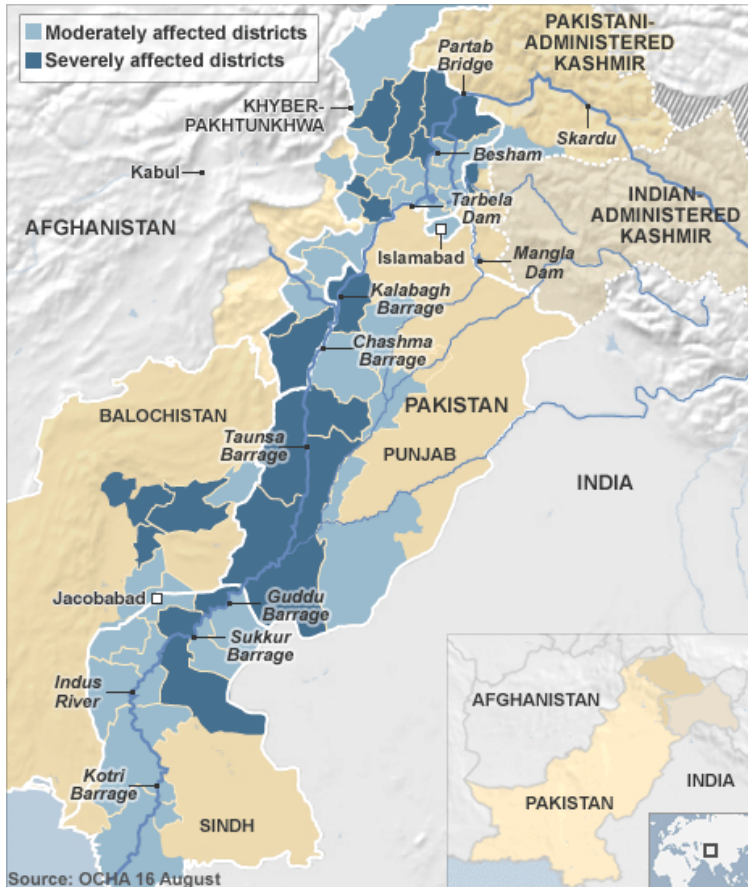 Moderately affected districts
Severely affected districts
PAKISTANI-
ADMINISTERED
KASHMIR
Partab
Bridge
KHYBER-
PAKHTUNKHWA
Skardu
Besham
Kabul
Tarbela
Dam
INDIAN-
ADMINISTERED
KASHMIR
AFGHANISTAN
Islamabad
Mangla
Dam
Kalabagh
Barrage
Chashma
Barrage
BALOCHISTAN
PAKISTAN
Taunsa
Barrage
PUNJAB
INDIA
Jacobabad
Guddu
Barrage
Sukkur
Barrage
Indus
River
AFGHANISTAN
Kotri
Barrage
INDIA
PAKISTAN
SINDH
Source: OCHA 16 August